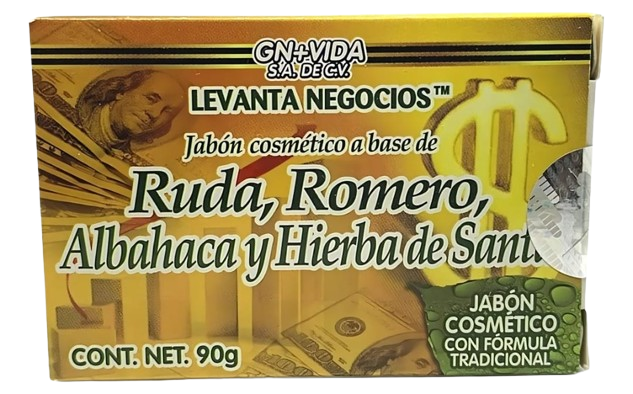 GN+VIDA
S.A. DE C.V.
LEVANTA NEGOCIOS™
Jabón cosmético a base de
Ruda, Romero,
Albahaca y Hierba de
JABÓN
COSMÉTICO
CON FÓRMULA
TRADICIONAL
CONT. NET. 90g